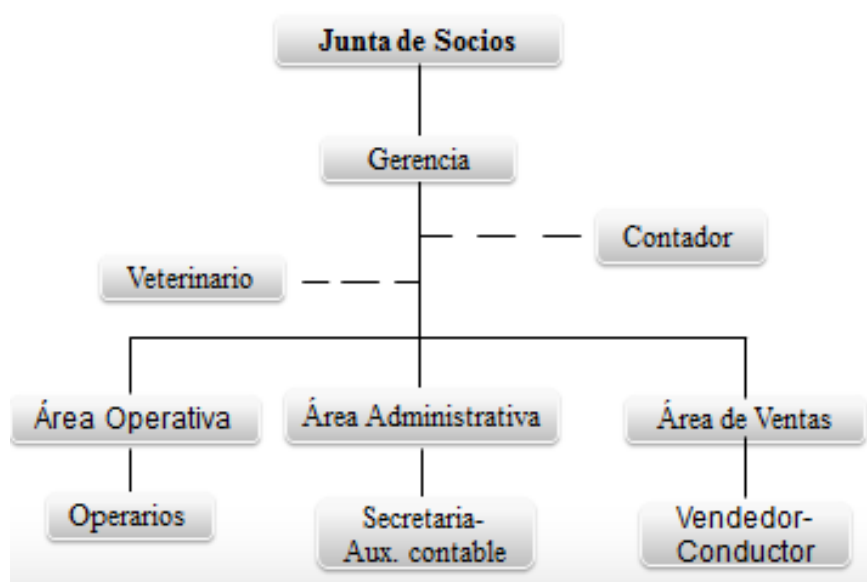 Junta de Socios
Gerencia
Contador
Veterinario
Área Operativa
Área Administrativa
Área de Ventas
Operarios
Secretaria-
Aux. contable
Vendedor-
Conductor